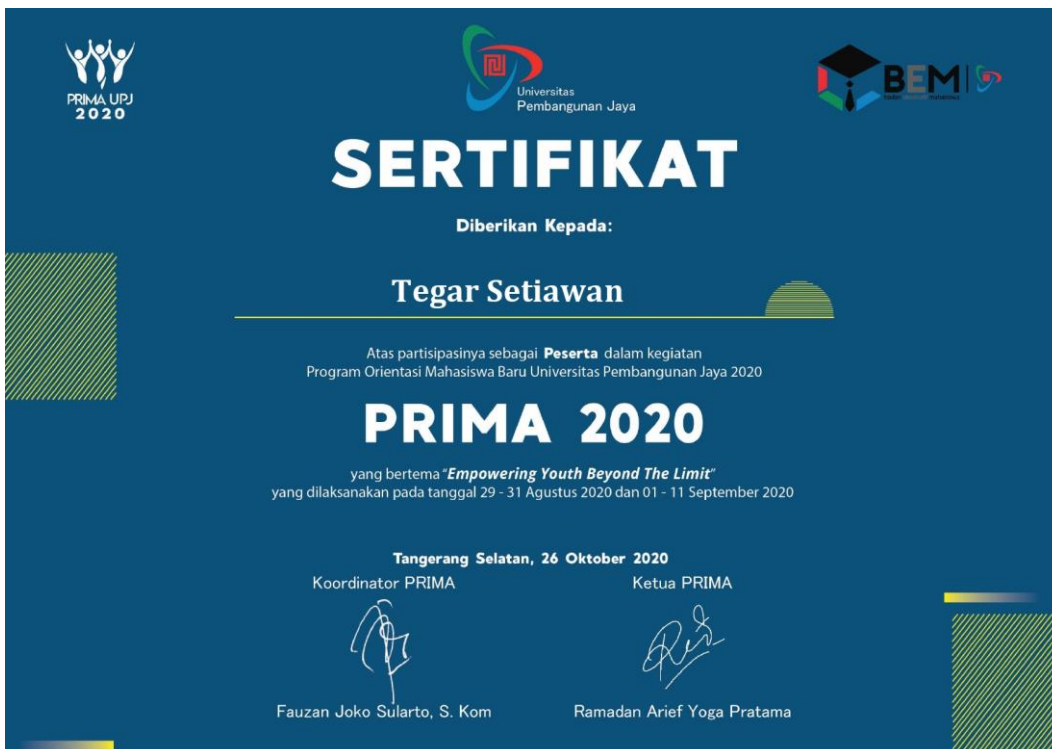 PRIMA UPJ
2020
Universitas
Pembangunan Jaya
BEM
SERTIFIKAT
Diberikan Kepada:
Tegar Setiawan
Atas partisipasinya sebagai Peserta dalam kegiatan
Program Orientasi Mahasiswa Baru Universitas Pembangunan Jaya 2020
PRIMA 2020
yang bertema "Empowering Youth Beyond The Limit"
yang dilaksanakan pada tanggal 29 - 31 Agustus 2020 dan 01 - 11 September 2020
Tangerang Selatan, 26 Oktober 2020
Koordinator PRIMA
Ketua PRIMA
Fauzan Joko Sularto, S. Kom
Ramadan Arief Yoga Pratama